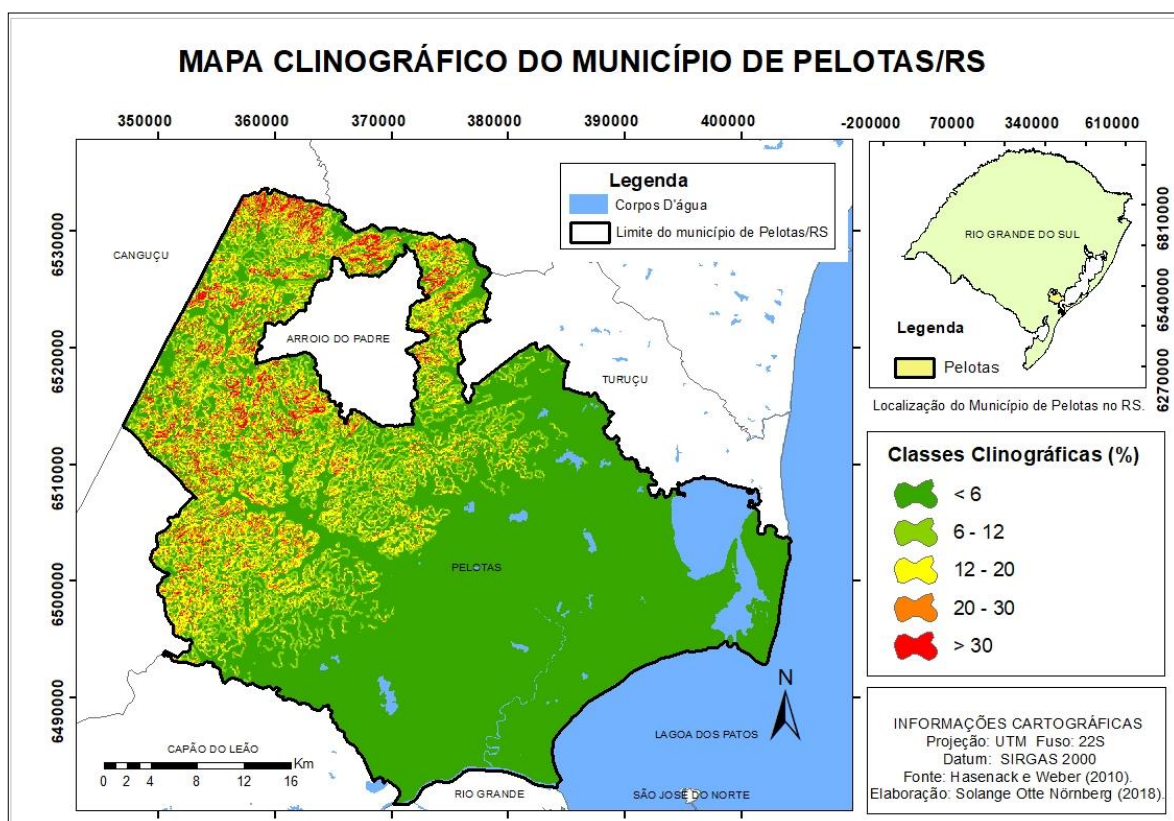 MAPA CLINOGRÁFICO DO MUNICÍPIO DE PELOTAS/RS
350000 360000 370000 380000 390000 400000
-200000 70000 340000 610000
6530000
6520000
6510000
6500000
6490000
Legenda
Corpos D'água
Limite do município de Pelotas/RS
CANGUÇU
ARROIO DO PADRE
TURUÇU
PELOTAS
N
LAGOA DOS PATOS
CAPÃO DO LEÃO
0 2 4 8 12 16 Km
RIO GRANDE
SÃO JOSÉ DO NORTE
RIO GRANDE DO SUL
6810000
6540000
6270000
Legenda
Pelotas
Localização do Município de Pelotas no RS.
Classes Clinográficas (%)
< 6
6 - 12
12 - 20
20 - 30
> 30
INFORMAÇÕES CARTOGRÁFICAS
Projeção: UTM Fuso: 22S
Datum: SIRGAS 2000
Fonte: Hasenack e Weber (2010).
Elaboração: Solange Otte Nörnberg (2018).